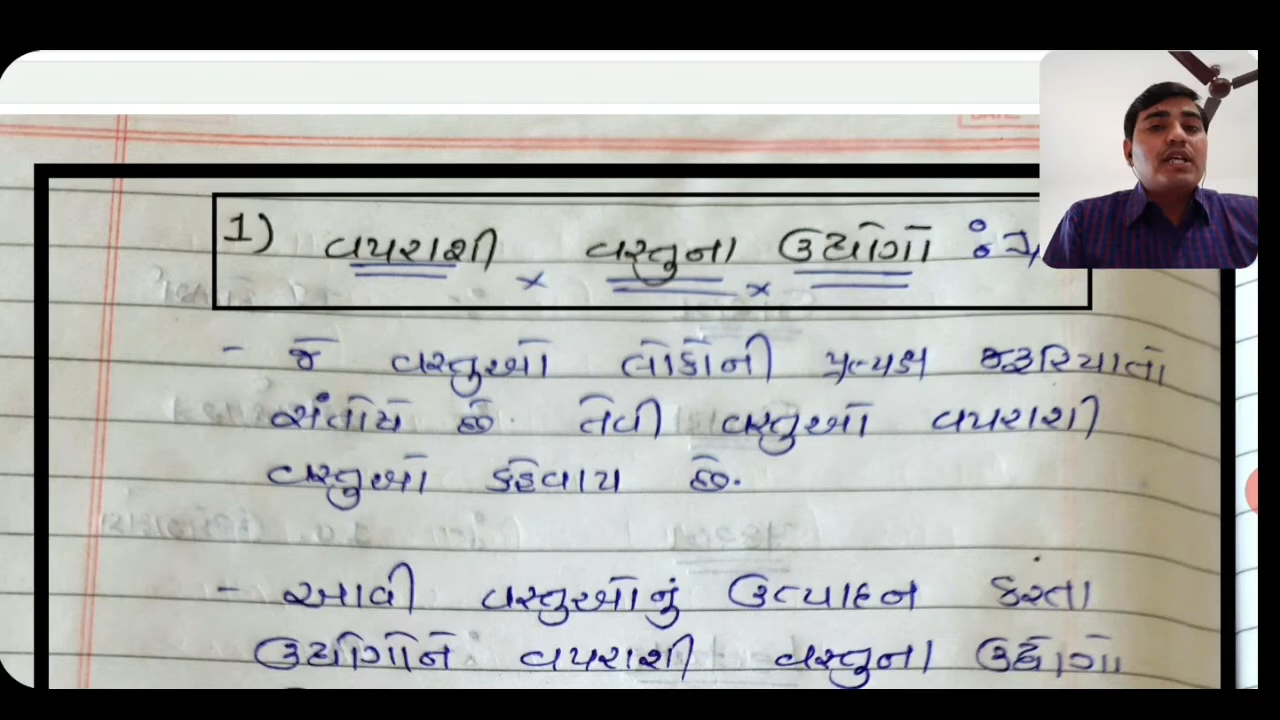 1) વપરાશી વસ્તુના ઉદ્યોગો :
- જે વસ્તુઓ લોકોની પ્રત્યક્ષ જરૂરિયાતો
સંતોષે છે. તેવી વસ્તુઓ વપરાશી
વસ્તુઓ કહેવાય છે.
- આવી વસ્તુઓનું ઉત્પાદન કરતા
ઉદ્યોગોને વપરાશી વસ્તુના ઉદ્યોગો